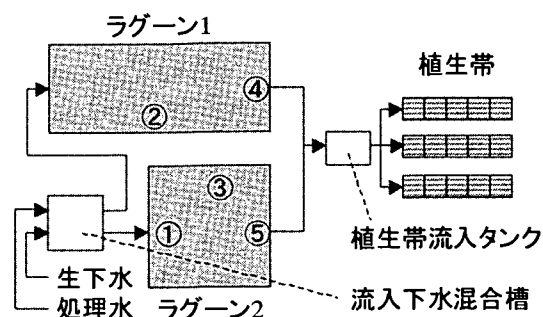 ラグーン1
植生帯
④
②
③
①
⑤
植生帯流入タンク
生下水
流入下水混合槽
処理水
ラグーン2